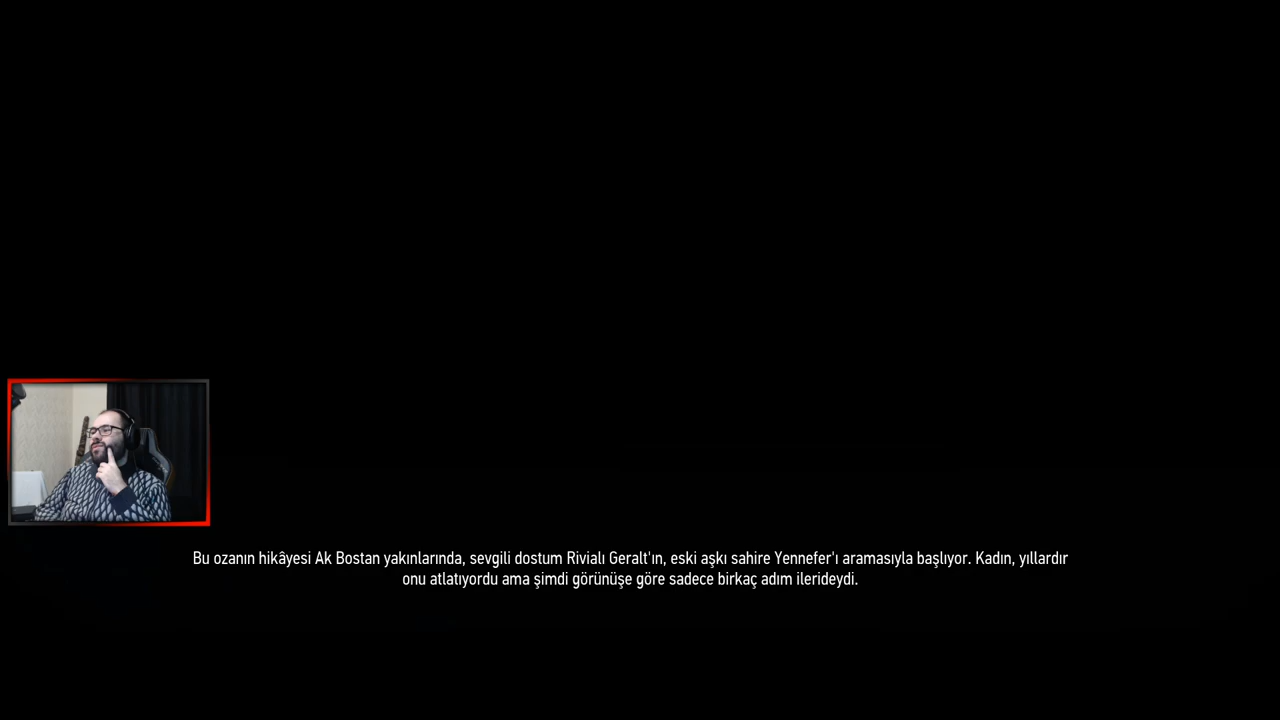 Bu ozanın hikâyesi Ak Bostan yakınlarında, sevgili dostum Rivialı Geralt'ın, eski aşkı sahire Yennefer'ı aramasıyla başlıyor. Kadın, yıllardır
onu atlatıyordu ama şimdi görünüşe göre sadece birkaç adım ilerideydi.